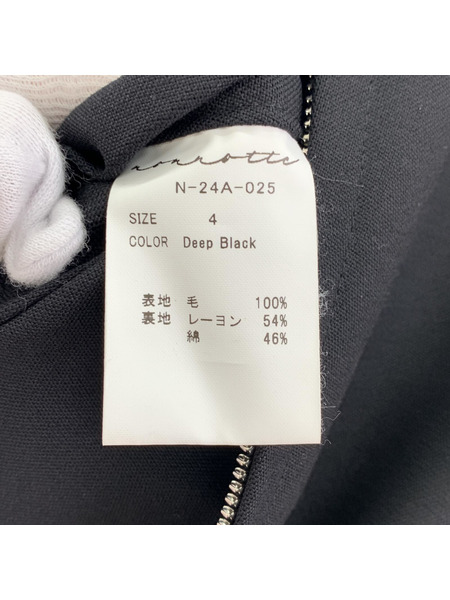 nonnotte
N-24A-025
SIZE 4
COLOR Deep Black
表地 毛 100%
裏地 レーヨン 54%
綿 46%